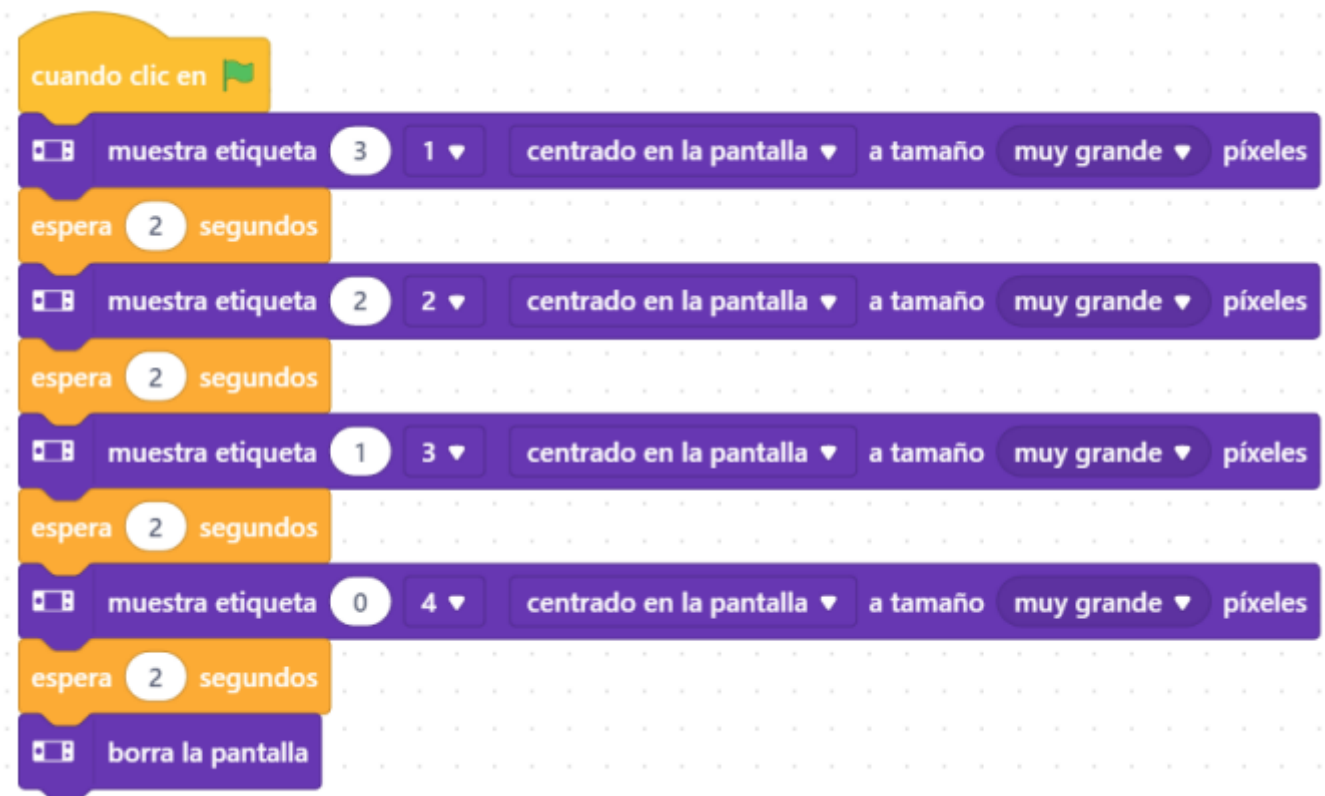 cuando clic en
muestra etiqueta 3 1 centrado en la pantalla a tamaño muy grande píxeles
espera 2 segundos
muestra etiqueta 2 2 centrado en la pantalla a tamaño muy grande píxeles
espera 2 segundos
muestra etiqueta 1 3 centrado en la pantalla a tamaño muy grande píxeles
espera 2 segundos
muestra etiqueta 0 4 centrado en la pantalla a tamaño muy grande píxeles
espera 2 segundos
borra la pantalla